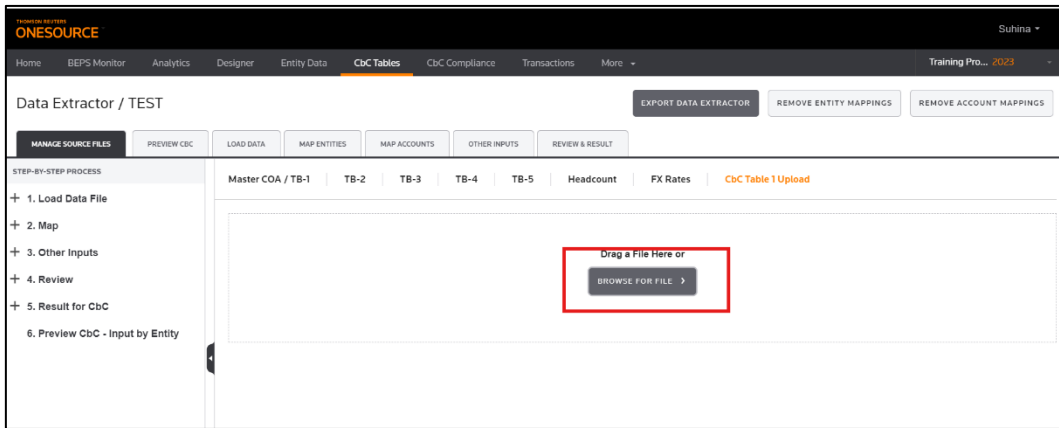 THOMSON REUTERS
ONESOURCE
Suhina
Home BEPS Monitor Analytics Designer Entity Data CbC Tables CbC Compliance Transactions More Training Pro... 2023
Data Extractor / TEST
EXPORT DATA EXTRACTOR REMOVE ENTITY MAPPINGS REMOVE ACCOUNT MAPPINGS
MANAGE SOURCE FILES PREVIEW CBC LOAD DATA MAP ENTITIES MAP ACCOUNTS OTHER INPUTS REVIEW & RESULT
STEP-BY-STEP PROCESS
Master COA / TB-1 TB-2 TB-3 TB-4 TB-5 Headcount FX Rates CbC Table 1 Upload
+ 1. Load Data File
+ 2. Map
+ 3. Other Inputs
+ 4. Review
+ 5. Result for CbC
6. Preview CbC - Input by Entity
Drag a File Here or
BROWSE FOR FILE >